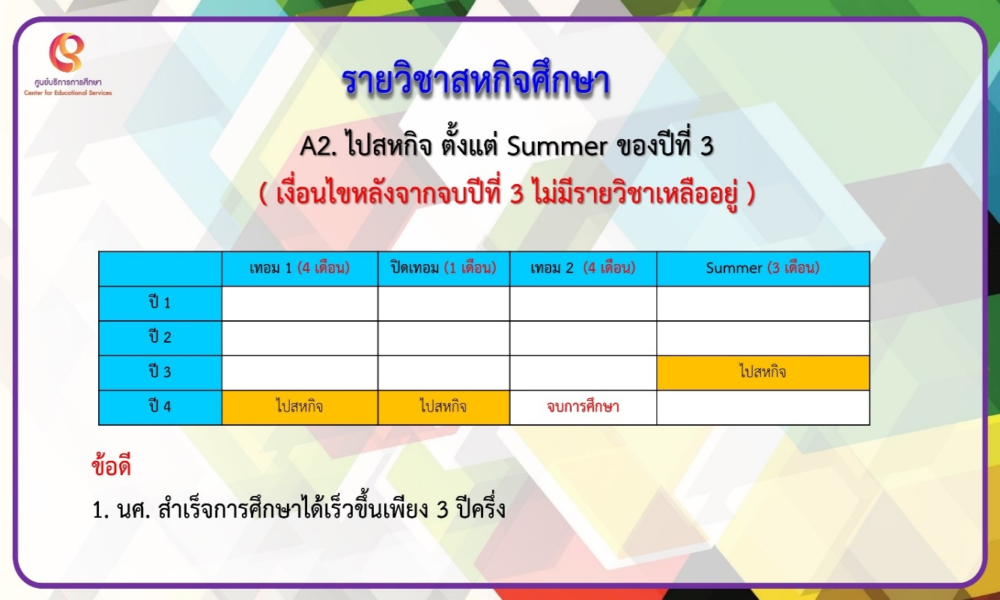 ศูนย์บริการการศึกษา
Center for Educational Services
รายวิชาสหกิจศึกษา
A2. ไปสหกิจ ตั้งแต่ Summer ของปีที่ 3
( เงื่อนไขหลังจากจบปีที่ 3 ไม่มีรายวิชาเหลืออยู่ )
เทอม 1 (4 เดือน) ปิดเทอม (1 เดือน) เทอม 2 (4 เดือน) Summer (3 เดือน)
ปี 1
ปี 2
ปี 3 ไปสหกิจ
ปี 4 ไปสหกิจ ไปสหกิจ จบการศึกษา
ข้อดี
1. นศ. สำเร็จการศึกษาได้เร็วขึ้นเพียง 3 ปีครึ่ง